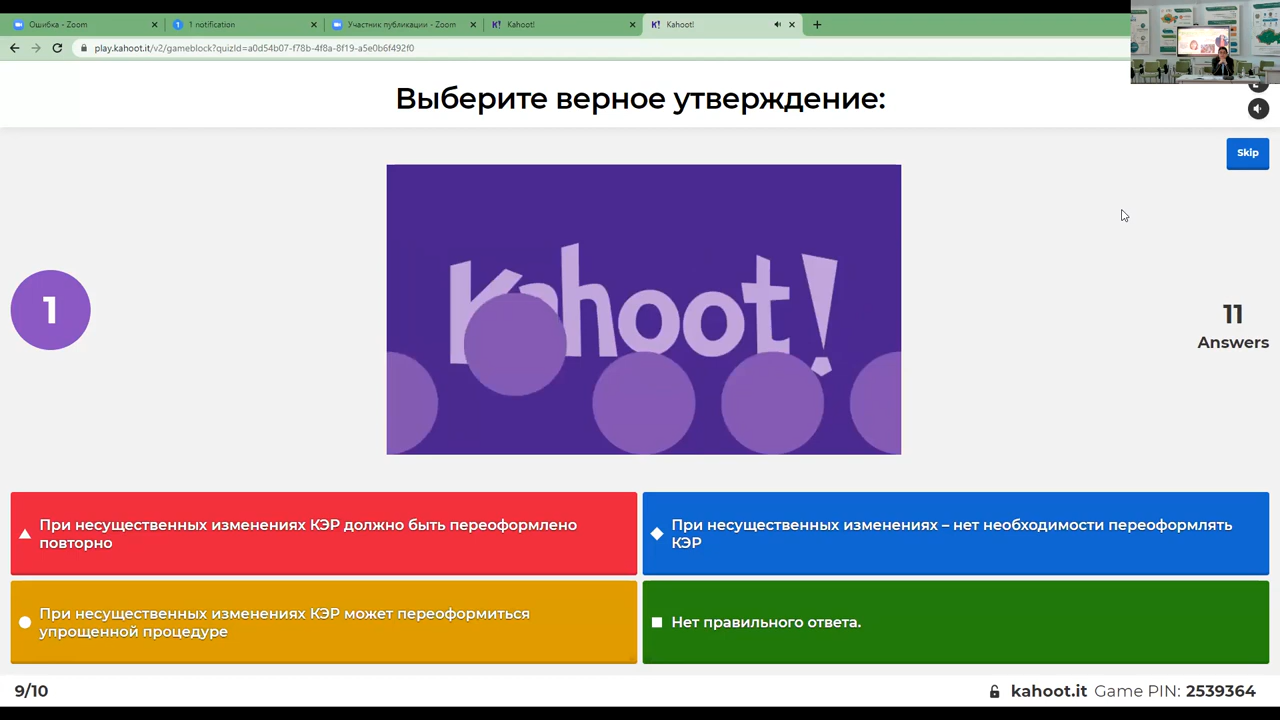 Ошибка - Zoom
1 notification
Участник публикации - Zoom
Kahoot!
Kahoot!
play.kahoot.it/v2/gameblock?quizId=a0d54b07-f78b-4f8a-8f19-a5e0b6f492f0
Выберите верное утверждение:
Skip
Kahoot!
1
11
Answers
При несущественных изменениях КЭР должно быть переоформлено
повторно
При несущественных изменениях – нет необходимости переоформлять
КЭР
При несущественных изменениях КЭР может переоформиться
упрощенной процедуре
Нет правильного ответа.
9/10
kahoot.it Game PIN: 2539364